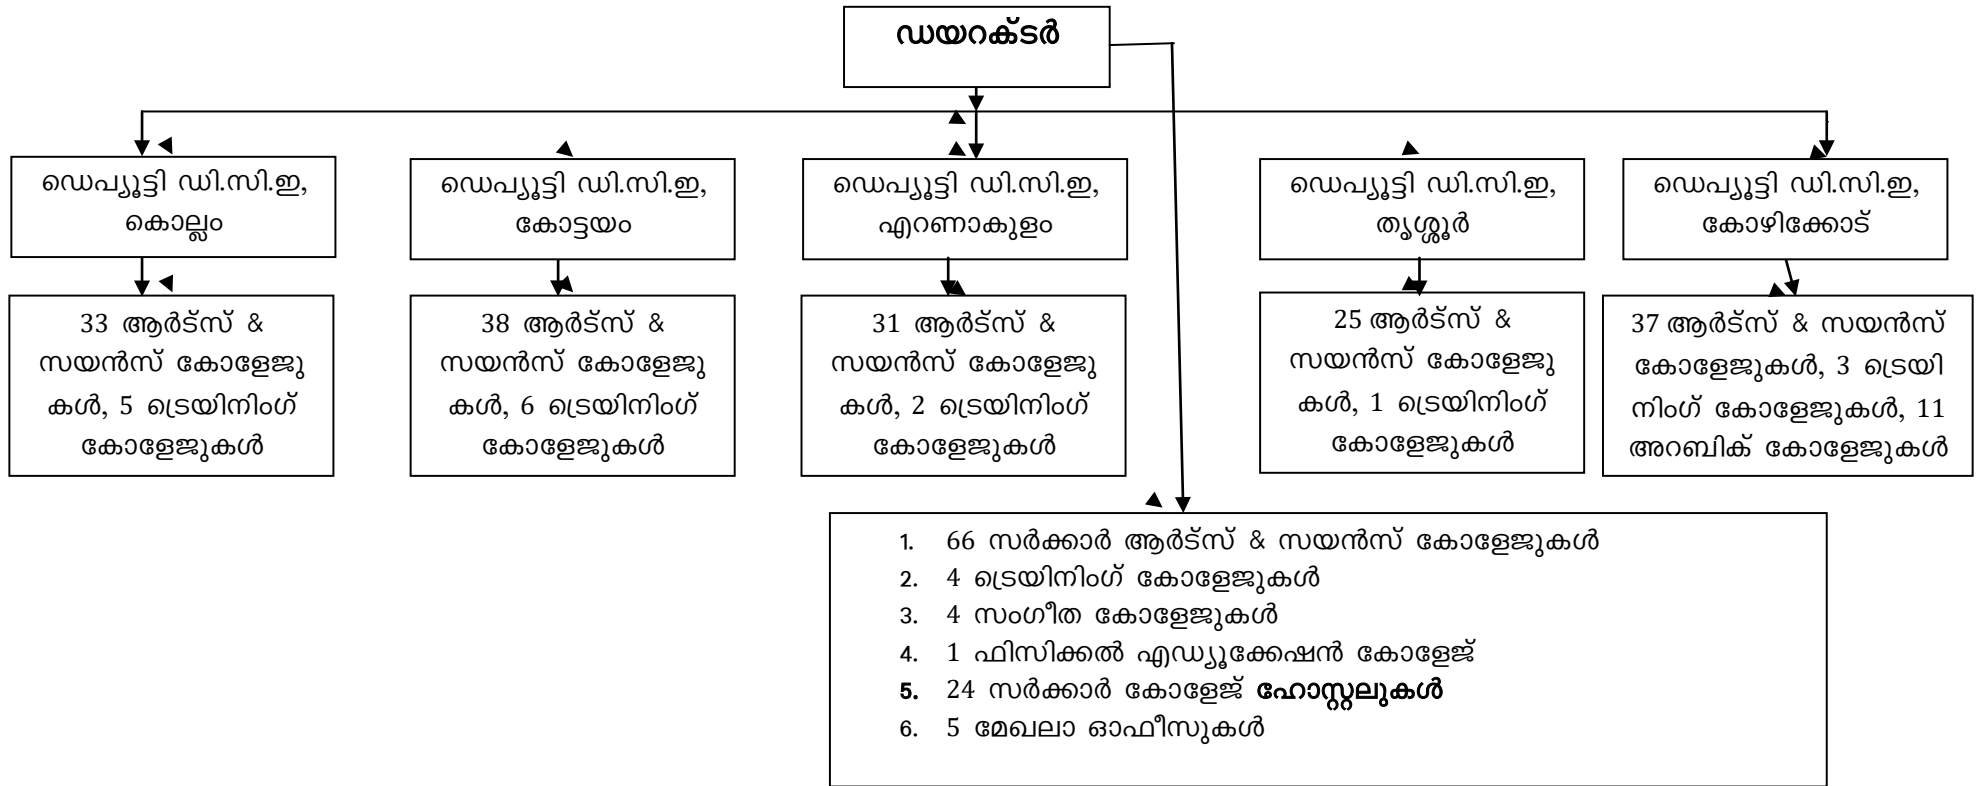 ഡയറക്ടർ
ഡെപ്യൂട്ടി ഡി.സി.ഇ,
കൊല്ലം
ഡെപ്യൂട്ടി ഡി.സി.ഇ,
കോട്ടയം
ഡെപ്യൂട്ടി ഡി.സി.ഇ,
എറണാകുളം
ഡെപ്യൂട്ടി ഡി.സി.ഇ,
തൃശ്ശൂർ
ഡെപ്യൂട്ടി ഡി.സി.ഇ,
കോഴിക്കോട്
33 ആർട്സ് &
സയൻസ് കോളേജു
കൾ, 5 ട്രെയിനിംഗ്
കോളേജുകൾ
38 ആർട്സ് &
സയൻസ് കോളേജു
കൾ, 6 ട്രെയിനിംഗ്
കോളേജുകൾ
31 ആർട്സ് &
സയൻസ് കോളേജു
കൾ, 2 ട്രെയിനിംഗ്
കോളേജുകൾ
25 ആർട്സ് &
സയൻസ് കോളേജു
കൾ, 1 ട്രെയിനിംഗ്
കോളേജുകൾ
37 ആർട്സ് & സയൻസ്
കോളേജുകൾ, 3 ട്രെയി
നിംഗ് കോളേജുകൾ, 11
അറബിക് കോളേജുകൾ
1. 66 സർക്കാർ ആർട്സ് & സയൻസ് കോളേജുകൾ
2. 4 ട്രെയിനിംഗ് കോളേജുകൾ
3. 4 സംഗീത കോളേജുകൾ
4. 1 ഫിസിക്കൽ എഡ്യൂക്കേഷൻ കോളേജ്
5. 24 സർക്കാർ കോളേജ് ഹോസ്റ്റലുകൾ
6. 5 മേഖലാ ഓഫീസുകൾ